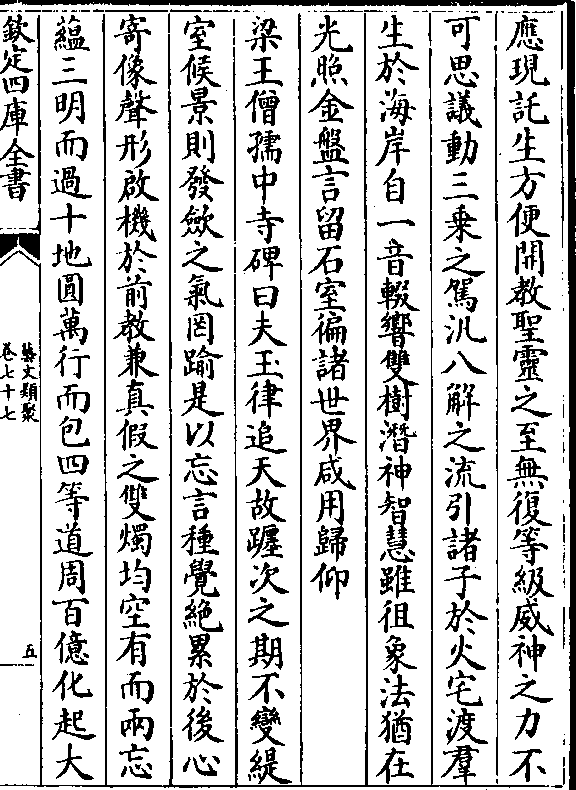 應現託生方便開教聖靈之至無復等級威神之力不
可思議動三乗之駕汎八解之流引諸子於火宅渡羣
生於海岸自一音輟響雙樹潛神智慧雖徂象法猶在
光照金盤言留石室徧諸世界咸用歸仰
梁王僧孺中寺碑曰夫玉律追天故躔次之期不變緹
室候景則發斂之氣罔踰是以忘言種覺絶累於後心
寄像聲形啟機於前教兼真假之雙燭均空有而兩忘
蘊三明而過十地圓萬行而包四等道周百億化起大
欽定四庫全書
藝文類聚
卷七十七
五